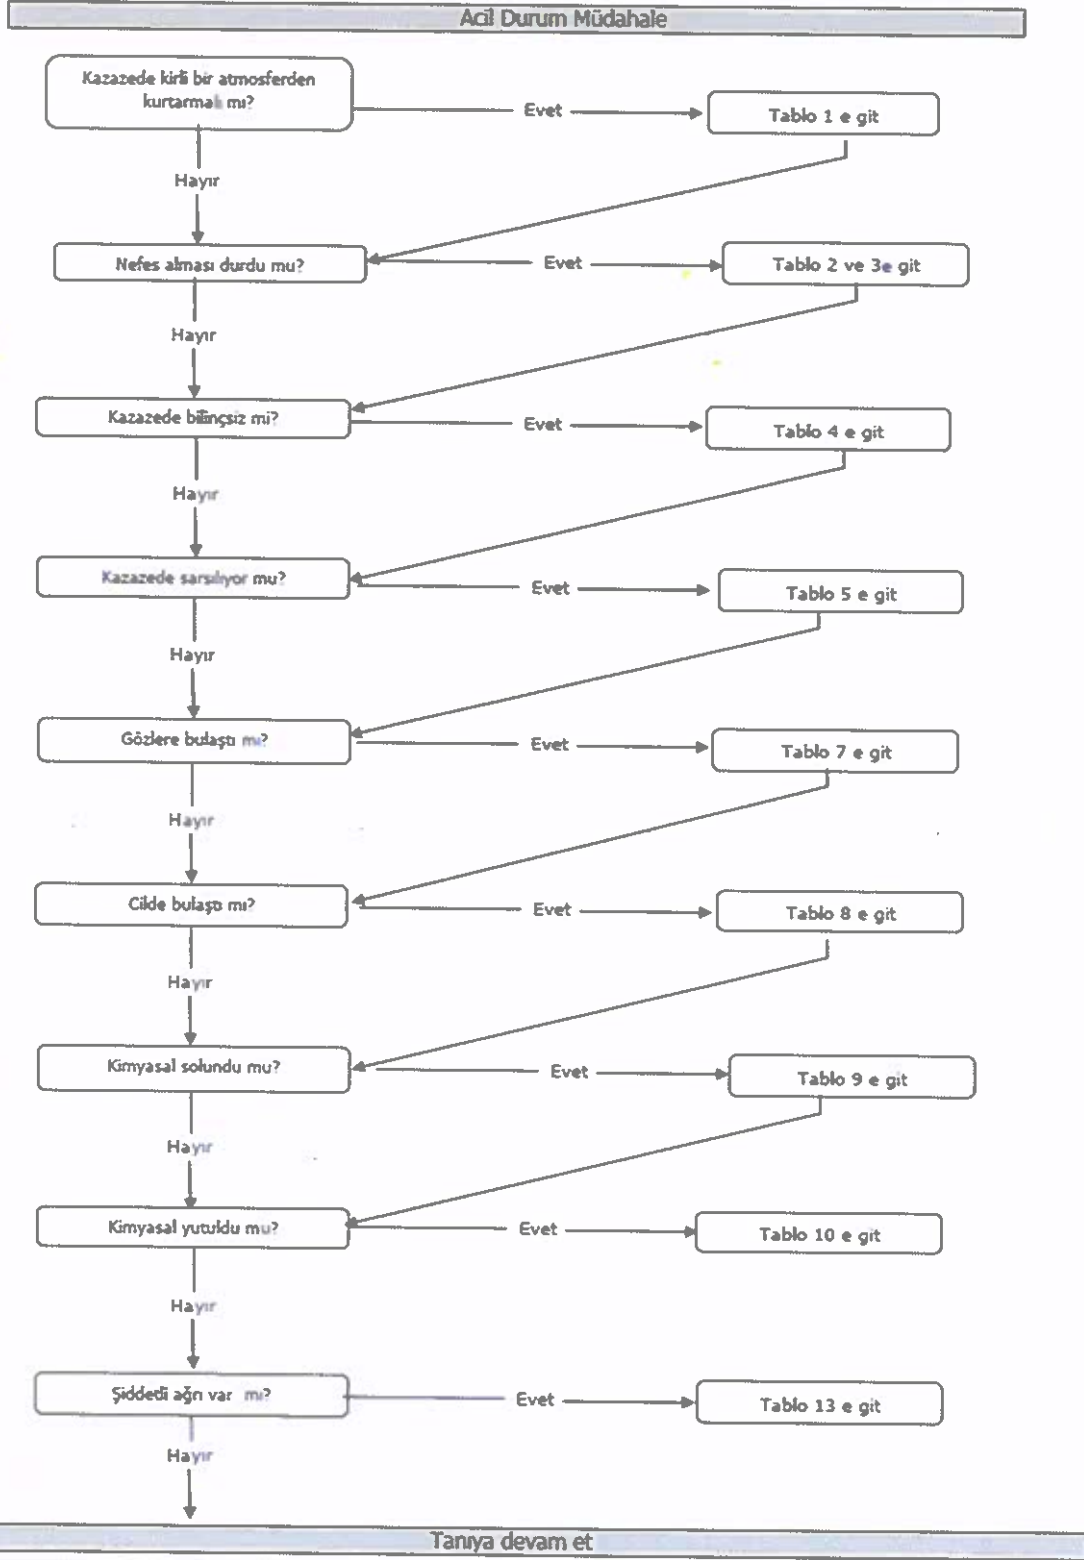 Acil Durum Müdahale
Kazazede kirli bir atmosferden
kurtarmalı mı?
Evet
Tablo 1 e git
Hayır
Nefes alması durdu mu?
Evet
Tablo 2 ve 3e git
Hayır
Kazazede bilinçsiz mi?
Evet
Tablo 4 e git
Hayır
Kazazede sarsılıyor mu?
Evet
Tablo 5 e git
Hayır
Gözlere bulaştı mı?
Evet
Tablo 7 e git
Hayır
Cilde bulaştı mı?
Evet
Tablo 8 e git
Hayır
Kimyasal solundu mu?
Evet
Tablo 9 e git
Hayır
Kimyasal yutuldu mu?
Evet
Tablo 10 e git
Hayır
Şiddetli ağrı var mı?
Evet
Tablo 13 e git
Hayır
Tanıya devam et